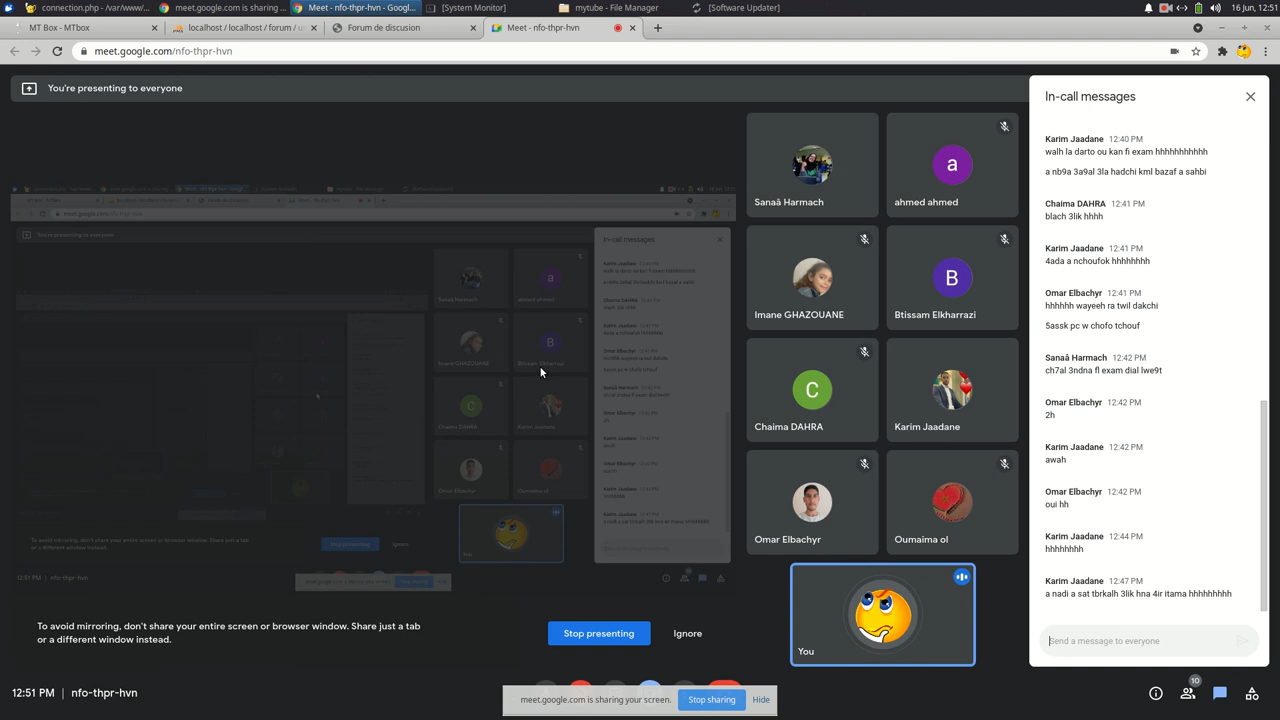 connection.php - /var/www/...
meet.google.com is sharing ...
Meet - nfo-thpr-hvn - Googl...
[System Monitor]
mytube - File Manager
[Software Updater]
16 Jun, 12:51
MT Box - MTbox
localhost / localhost / forum / u
Forum de discusion
Meet - nfo-thpr-hvn
meet.google.com/nfo-thpr-hvn
You're presenting to everyone
Sanaâ Harmach
a
ahmed ahmed
Imane GHAZOUANE
B
Btissam Elkharrazi
C
Chaima DAHRA
Karim Jaadane
Omar Elbachyr
Oumaima ol
You
In-call messages
Karim Jaadane 12:40 PM
walh la darto ou kan fi exam hhhhhhhhhhh
a nb9a 3a9al 3la hadchi kml bazaf a sahbi
Chaima DAHRA 12:41 PM
blach 3lik hhhh
Karim Jaadane 12:41 PM
4ada a nchoufok hhhhhhhh
Omar Elbachyr 12:41 PM
hhhhhh wayeeh ra twil dakchi
5assk pc w chofo tchouf
Sanaâ Harmach 12:42 PM
ch7al 3ndna fl exam dial lwe9t
Omar Elbachyr 12:42 PM
2h
Karim Jaadane 12:42 PM
awah
Omar Elbachyr 12:42 PM
oui hh
Karim Jaadane 12:44 PM
hhhhhhhh
Karim Jaadane 12:47 PM
a nadi a sat tbrkalh 3lik hna 4ir itama hhhhhhhhh
Send a message to everyone
To avoid mirroring, don't share your entire screen or browser window. Share just a tab
or a different window instead.
Stop presenting
Ignore
12:51 PM | nfo-thpr-hvn
meet.google.com is sharing your screen.
Stop sharing
Hide
10